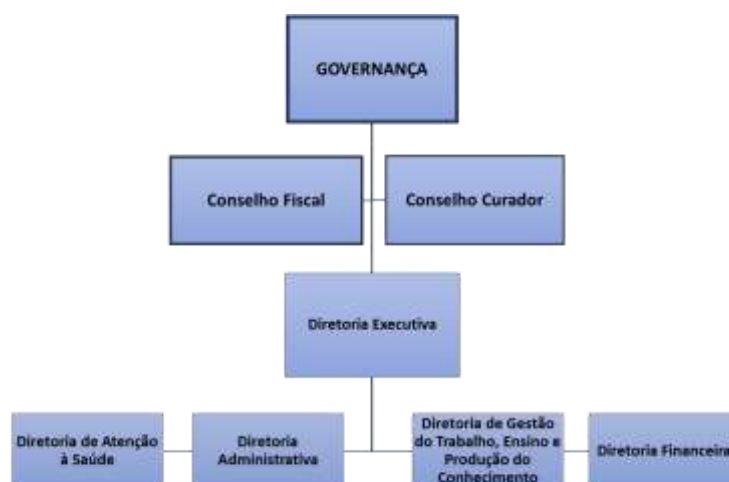 GOVERNANÇA
Conselho Fiscal
Conselho Curador
Diretoria Executiva
Diretoria de Atenção
à Saúde
Diretoria
Administrativa
Diretoria de Gestão
do Trabalho, Ensino e
Produção do
Conhecimento
Diretoria Financeira